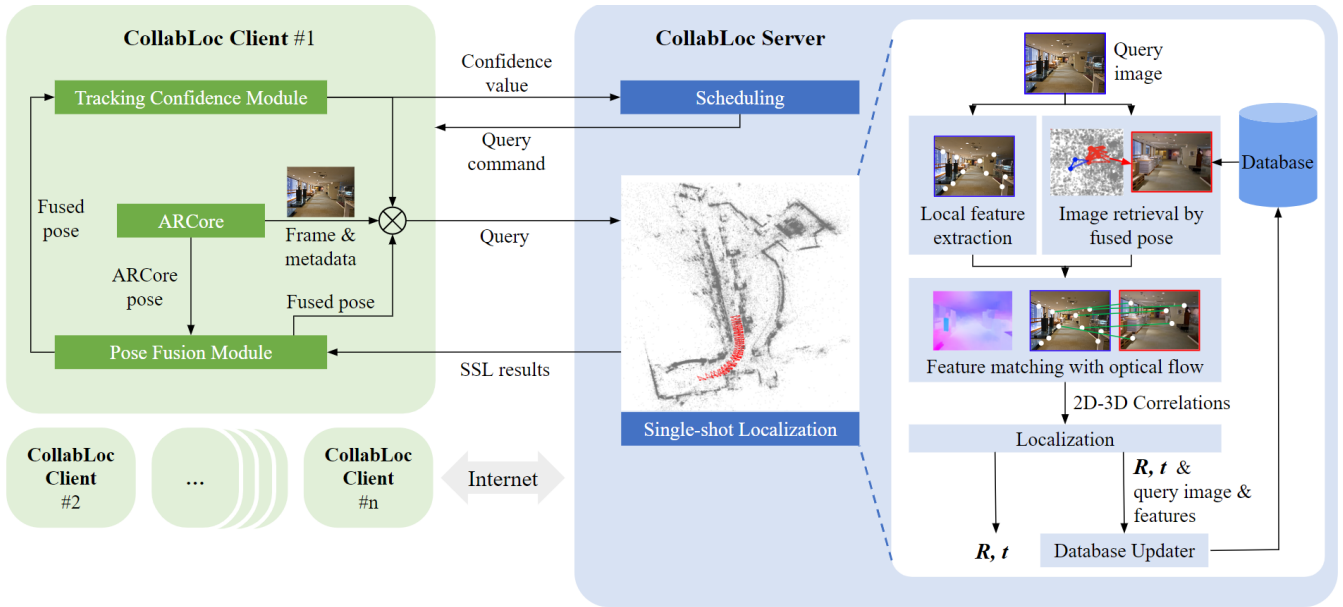 CollabLoc Client #1
Tracking Confidence Module
Fused
pose
ARCore
Frame &
metadata
ARCore
pose
Fused pose
Pose Fusion Module
CollabLoc
Client
#2
...
CollabLoc
Client
#n
Confidence
value
Query
command
Query
SSL results
Internet
CollabLoc Server
Scheduling
Single-shot Localization
Query
image
Database
Local feature
extraction
Image retrieval by
fused pose
Feature matching with optical flow
2D-3D Correlations
Localization
R, t &
query image &
features
R, t
Database Updater